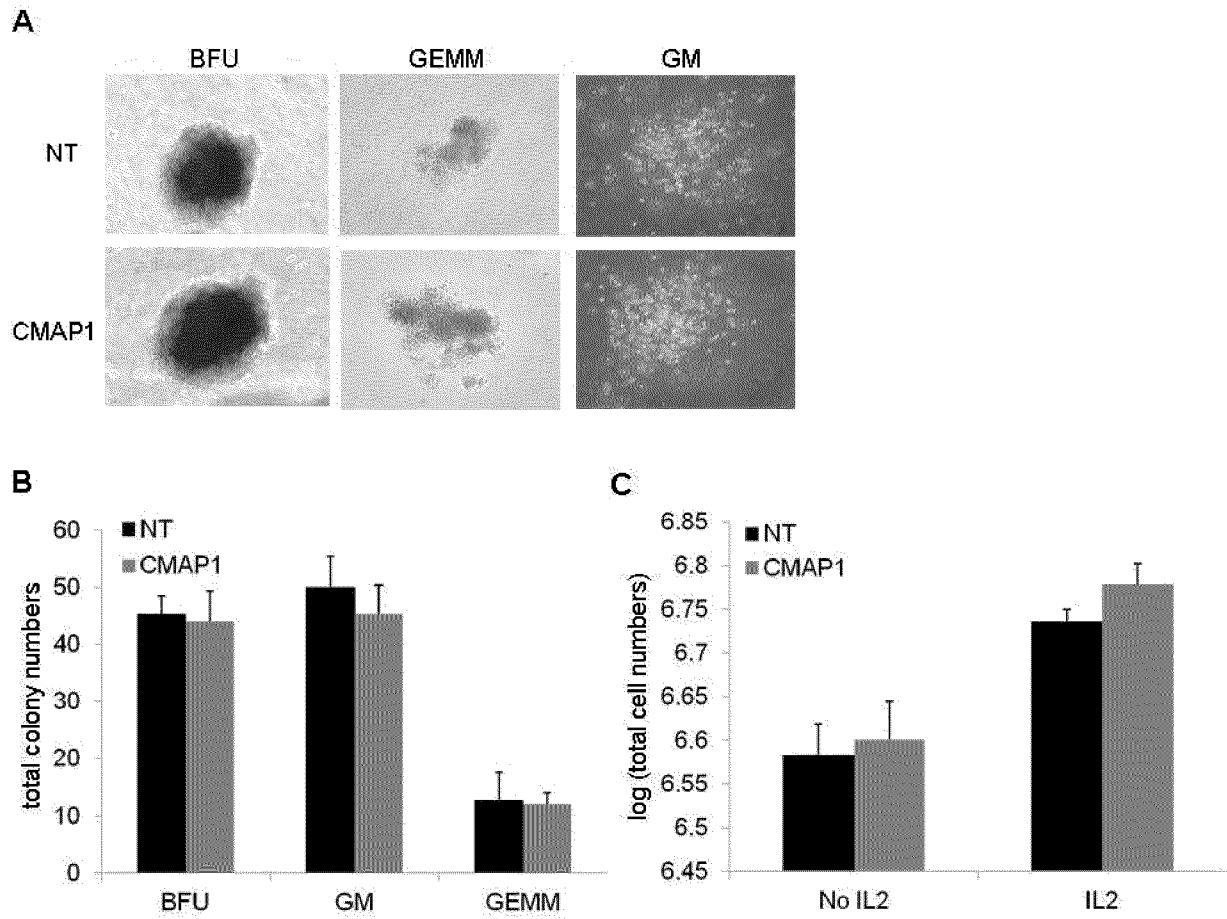 A
BFU GEMM GM
NT
CMAP1
B
NT
CMAP1
total colony numbers
60
50
40
30
20
10
0
BFU GM GEMM
C
NT
CMAP1
log (total cell numbers)
6.85
6.8
6.75
6.7
6.65
6.6
6.55
6.5
6.45
No IL2 IL2